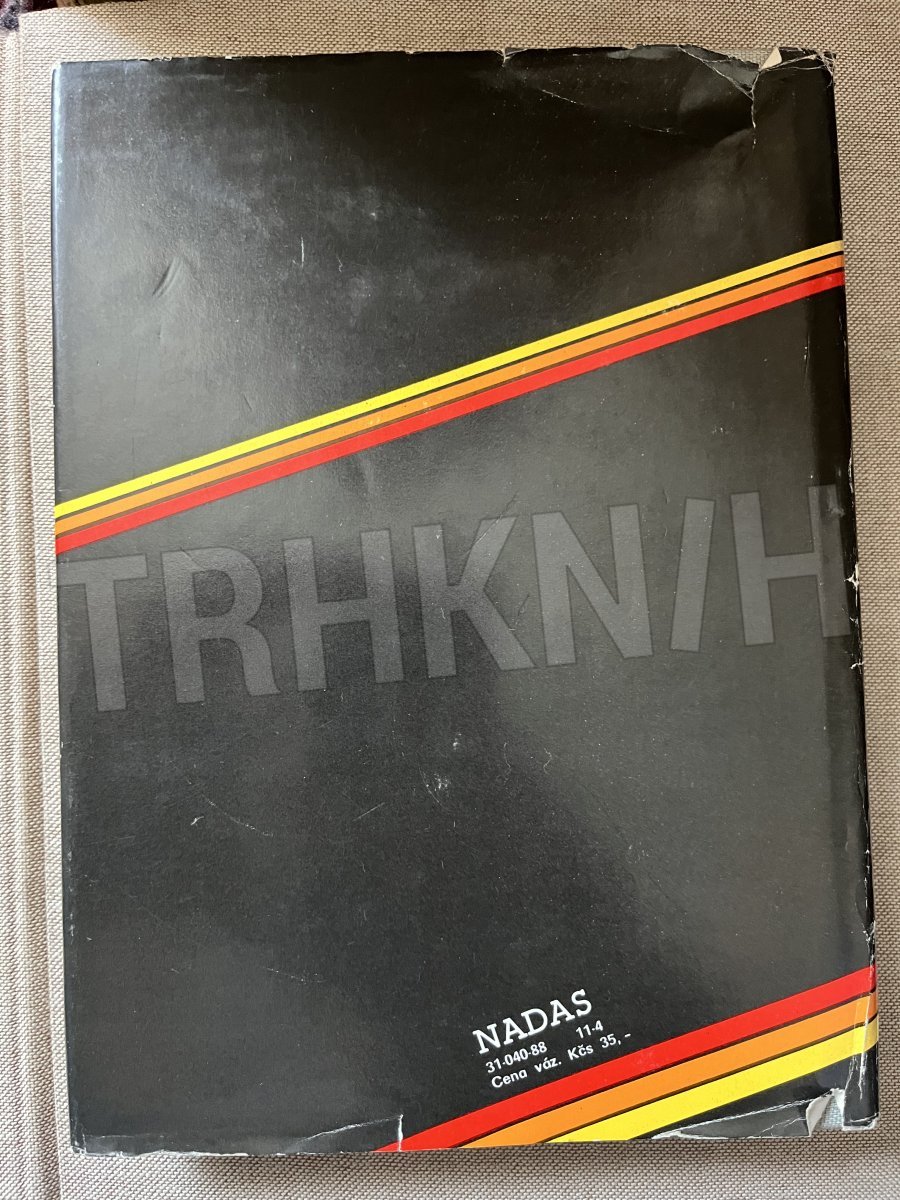 TRHKNIH
NADAS
31-040-88 11-4
Cena váz. Kčs 35,-